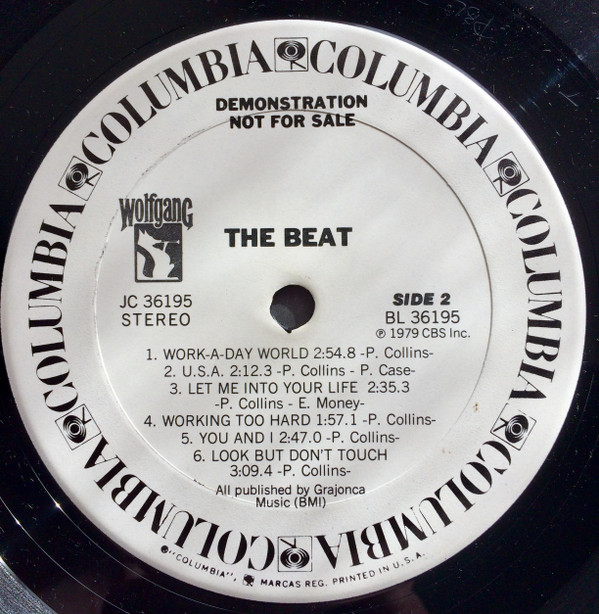 COLUMBIA COLUMBIA COLUMBIA COLUMBIA COLUMBIA COLUMBIA COLUMBIA COLUMBIA
DEMONSTRATION
NOT FOR SALE
Wolfgang
THE BEAT
JC 36195
STEREO
SIDE 2
BL 36195
Ⓟ 1979 CBS Inc.
1. WORK-A-DAY WORLD 2:54.8 -P. Collins-
2. U.S.A. 2:12.3 -P. Collins - P. Case-
3. LET ME INTO YOUR LIFE 2:35.3
-P. Collins - E. Money-
4. WORKING TOO HARD 1:57.1 -P. Collins-
5. YOU AND I 2:47.0 -P. Collins-
6. LOOK BUT DON'T TOUCH
3:09.4 -P. Collins-
All published by Grajonca
Music (BMI)
"COLUMBIA", MARCAS REG. PRINTED IN U.S.A.